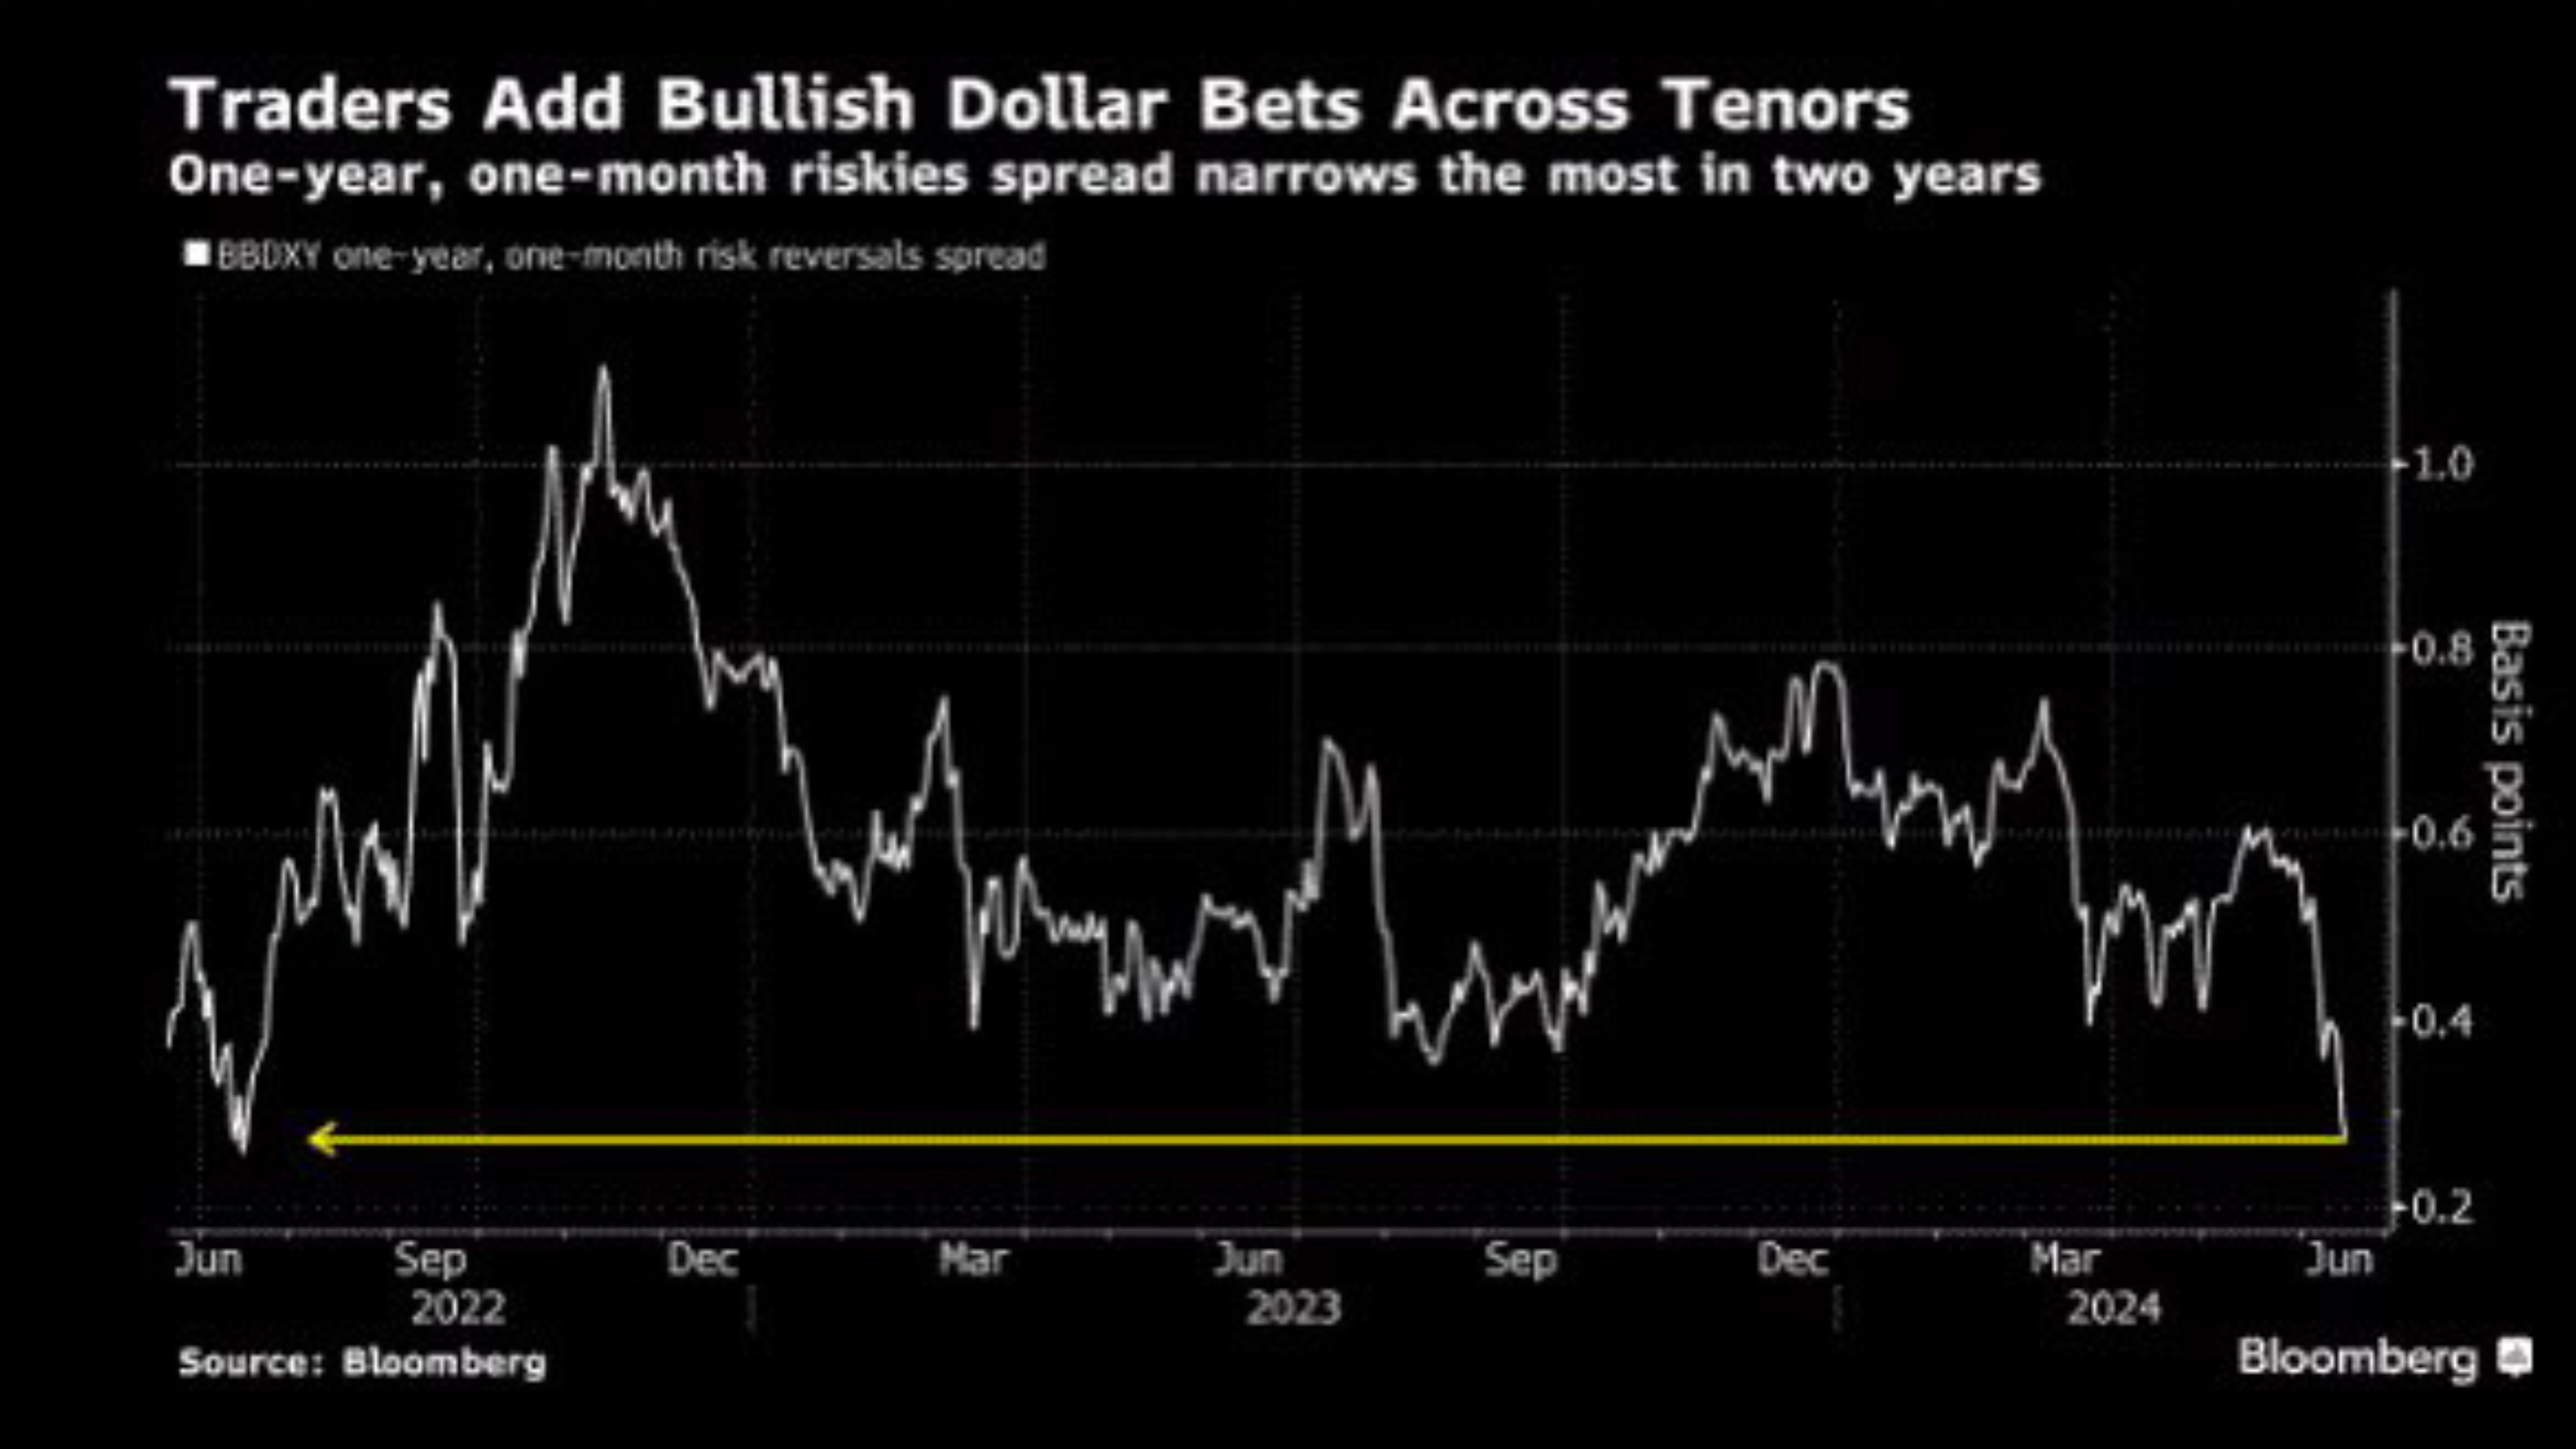 Traders Add Bullish Dollar Bets Across Tenors
One-year, one-month riskies spread narrows the most in two years
BBDXY one-year, one-month risk reversals spread
1.0
0.8
0.6
0.4
0.2
Basis points
Jun Sep Dec Mar Jun Sep Dec Mar Jun
2022 2023 2024
Source: Bloomberg
Bloomberg